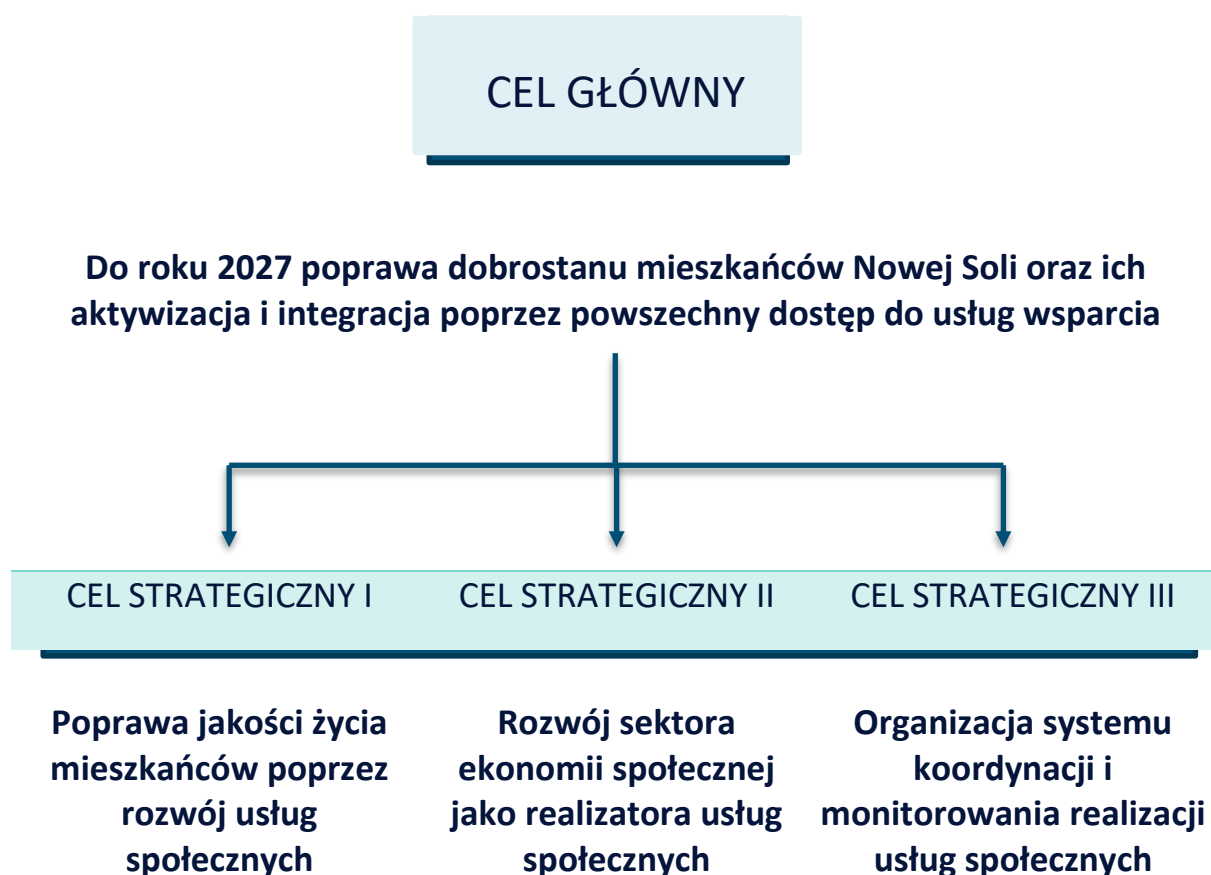 CEL GŁÓWNY
Do roku 2027 poprawa dobrostanu mieszkańców Nowej Soli oraz ich
aktywizacja i integracja poprzez powszechny dostęp do usług wsparcia
CEL STRATEGICZNY I
CEL STRATEGICZNY II
CEL STRATEGICZNY III
Poprawa jakości życia
mieszkańców poprzez
rozwój usług
społecznych
Rozwój sektora
ekonomii społecznej
jako realizatora usług
społecznych
Organizacja systemu
koordynacji i
monitorowania realizacji
usług społecznych